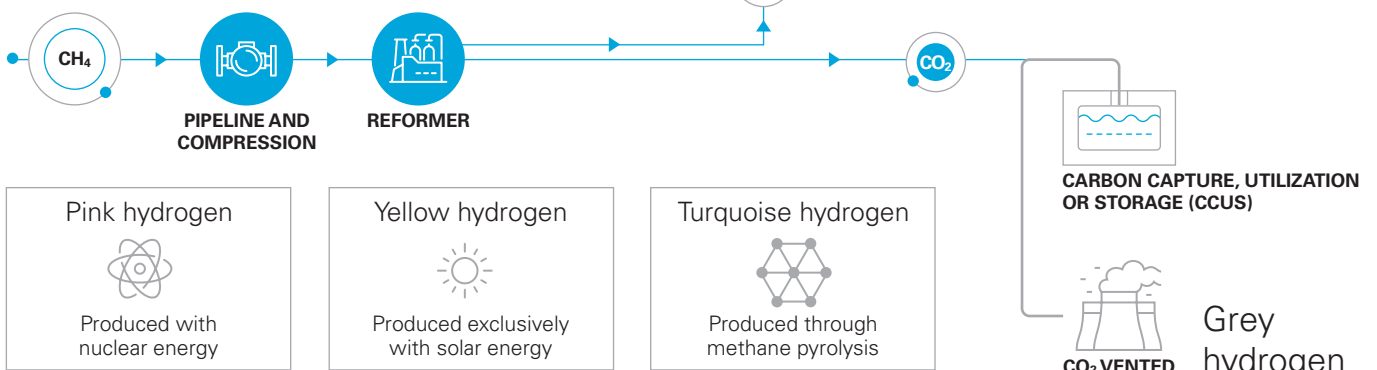 CH₄
CO₂
PIPELINE AND
COMPRESSION
REFORMER
CARBON CAPTURE, UTILIZATION
OR STORAGE (CCUS)
Pink hydrogen
Produced with
nuclear energy
Yellow hydrogen
Produced exclusively
with solar energy
Turquoise hydrogen
Produced through
methane pyrolysis
CO₂ VENTED
Grey
hydrogen